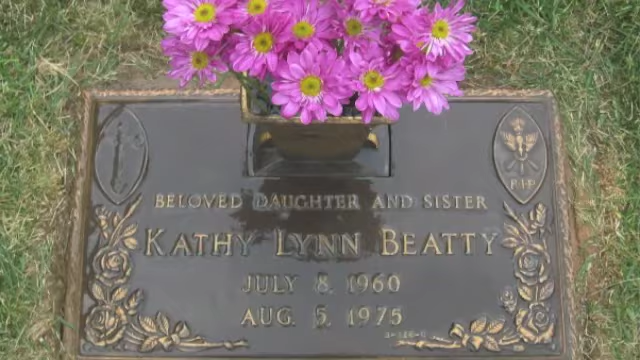 BELOVED DAUGHTER AND SISTER
KATHY LYNN BEATTY
JULY 8 1960
AUG. 5 1975